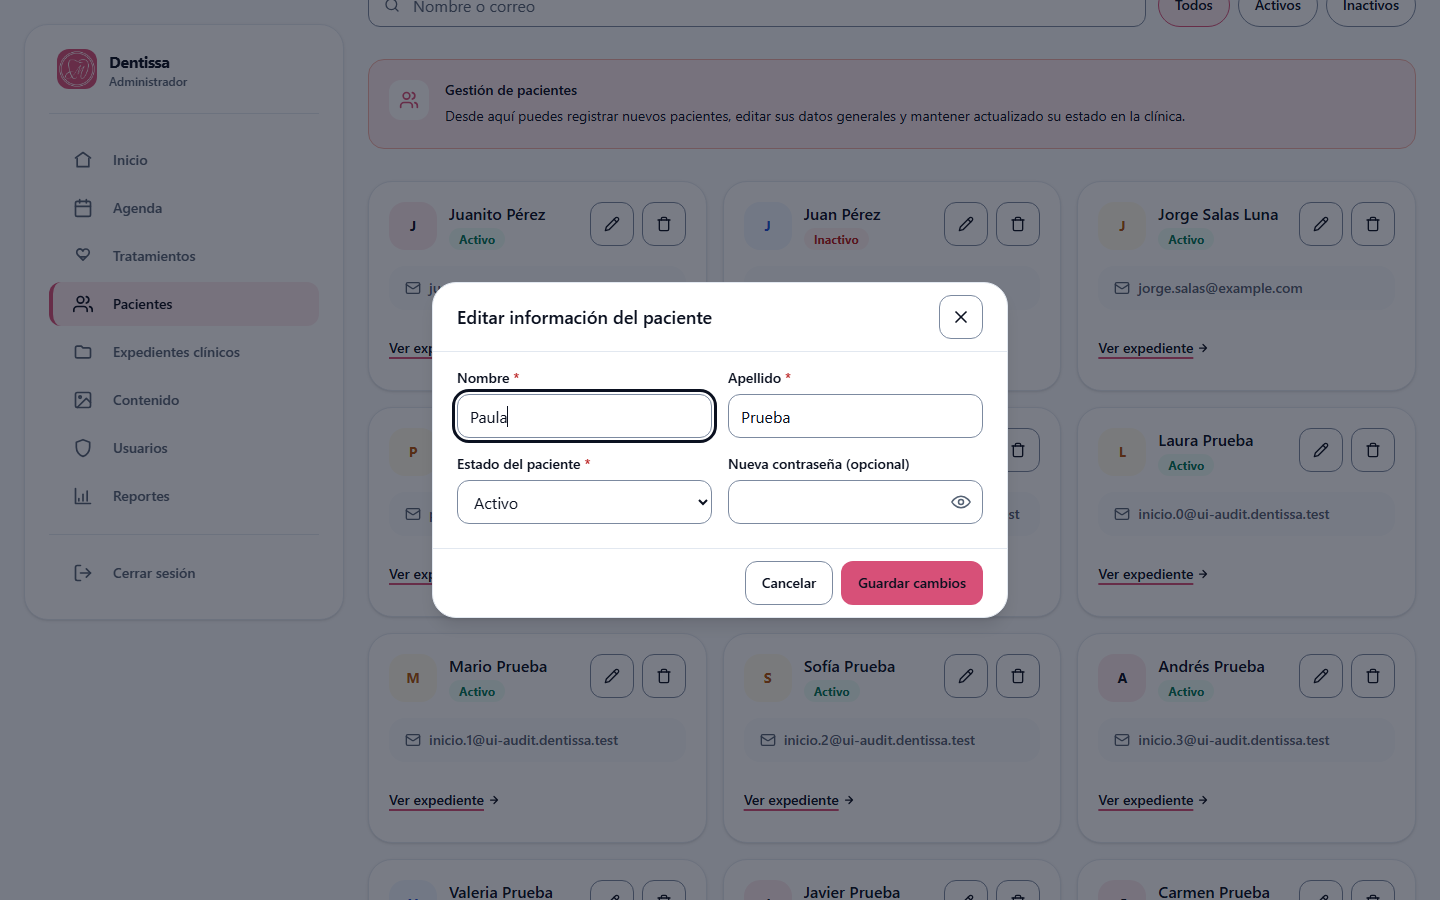 Nombre o correo
Todos
Activos
Inactivos
Dentissa
Administrador
Inicio
Agenda
Tratamientos
Pacientes
Expedientes clínicos
Contenido
Usuarios
Reportes
Cerrar sesión
Gestión de pacientes
Desde aquí puedes registrar nuevos pacientes, editar sus datos generales y mantener actualizado su estado en la clínica.
J
Juanito Pérez
Activo
Ver
J
Juan Pérez
Inactivo
J
Jorge Salas Luna
Activo
jorge.salas@example.com
Ver expediente →
Editar información del paciente
Nombre *
Paula
Apellido *
Prueba
Estado del paciente *
Activo
Nueva contraseña (opcional)
Cancelar
Guardar cambios
P
Ver
st
L
Laura Prueba
Activo
inicio.0@ui-audit.dentissa.test
Ver expediente →
M
Mario Prueba
Activo
inicio.1@ui-audit.dentissa.test
Ver expediente →
S
Sofía Prueba
Activo
inicio.2@ui-audit.dentissa.test
Ver expediente →
A
Andrés Prueba
Activo
inicio.3@ui-audit.dentissa.test
Ver expediente →
Valeria Prueba
Javier Prueba
Carmen Prueba